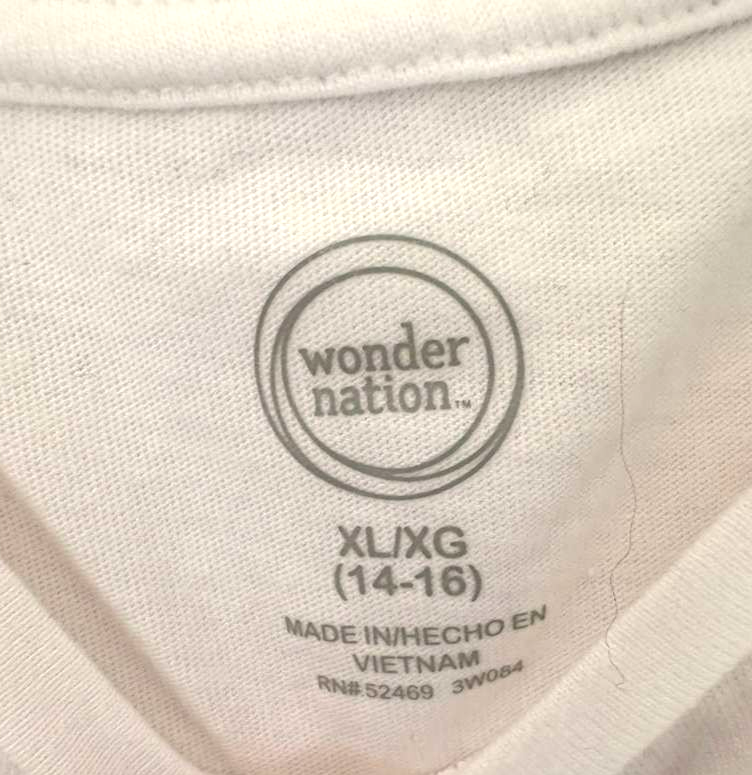 wonder
nation™
XL/XG
(14-16)
MADE IN/HECHO EN
VIETNAM
RN#.52469 3W084